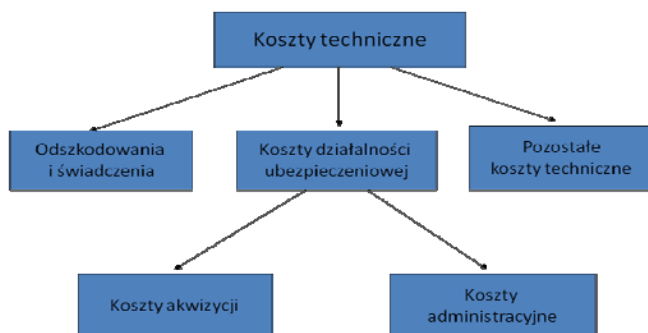 Koszty techniczne
Odszkodowania
i świadczenia
Koszty działalności
ubezpieczeniowej
Pozostałe
koszty techniczne
Koszty akwizycji
Koszty
administracyjne